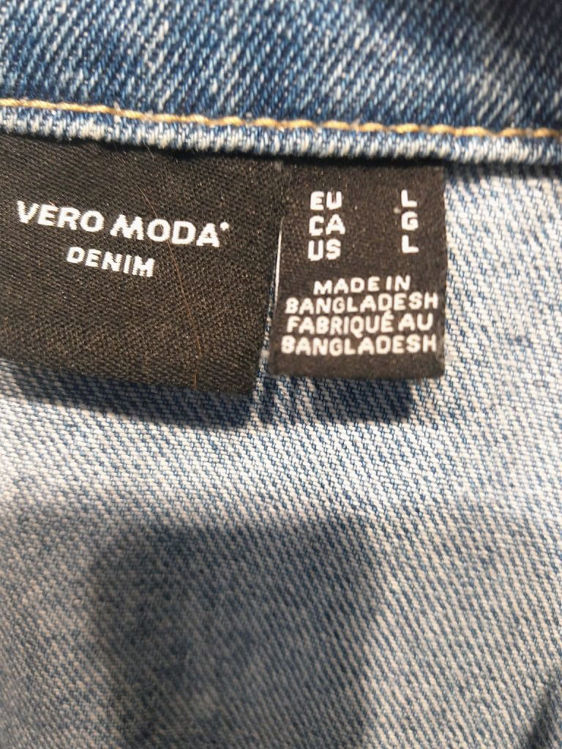 VERO MODA®
DENIM
EU L
CA G
US L
MADE IN
BANGLADESH
FABRIQUÉ AU
BANGLADESH